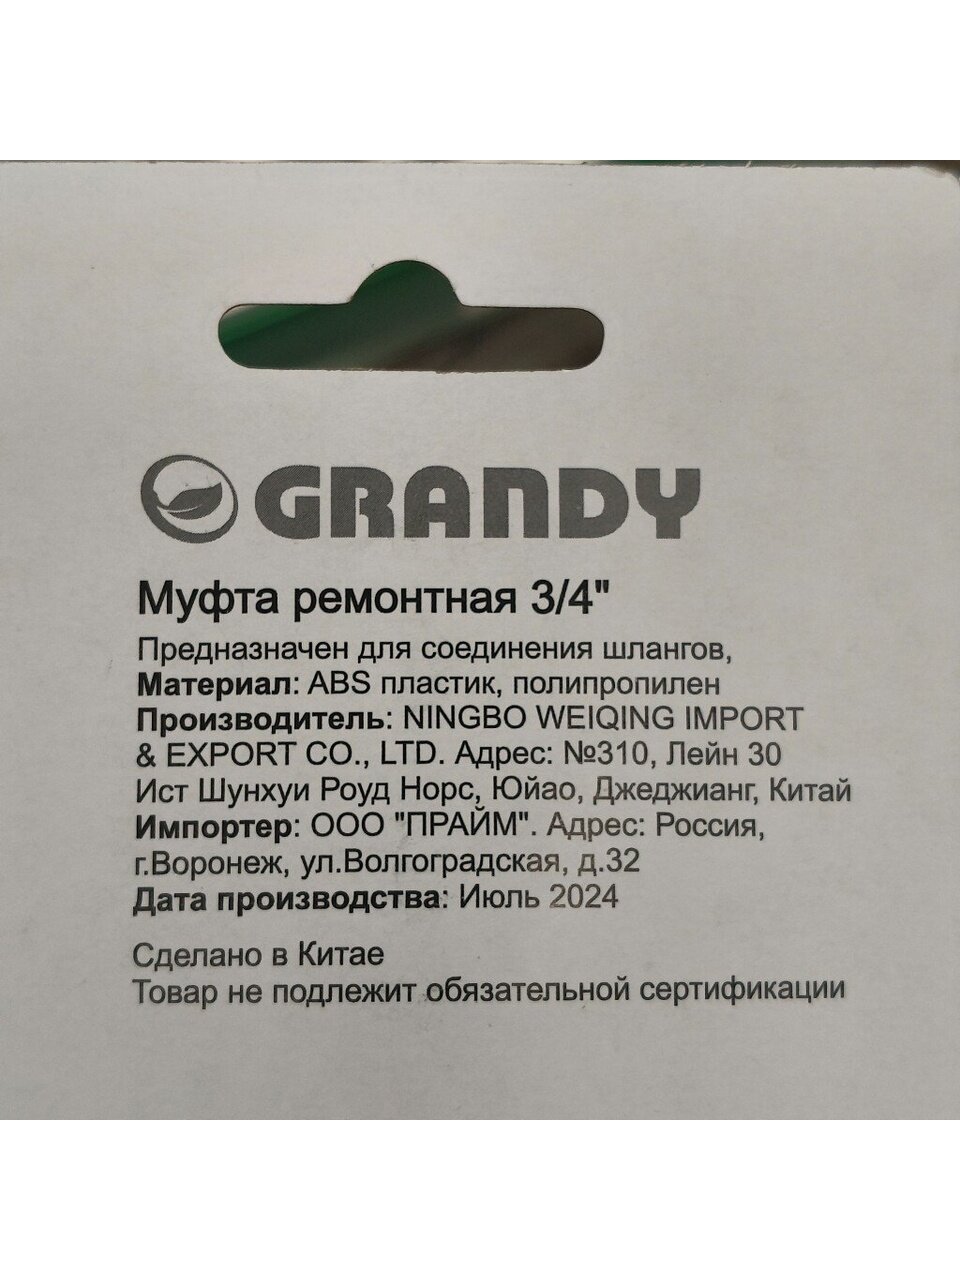 GRANDY
Муфта ремонтная 3/4"
Предназначен для соединения шлангов,
Материал: ABS пластик, полипропилен
Производитель: NINGBO WEIQING IMPORT
& EXPORT CO., LTD. Адрес: №310, Лейн 30
Ист Шунхуи Роуд Норс, Юйао, Джеджианг, Китай
Импортер: ООО "ПРАЙМ". Адрес: Россия,
г.Воронеж, ул.Волгоградская, д.32
Дата производства: Июль 2024
Сделано в Китае
Товар не подлежит обязательной сертификации